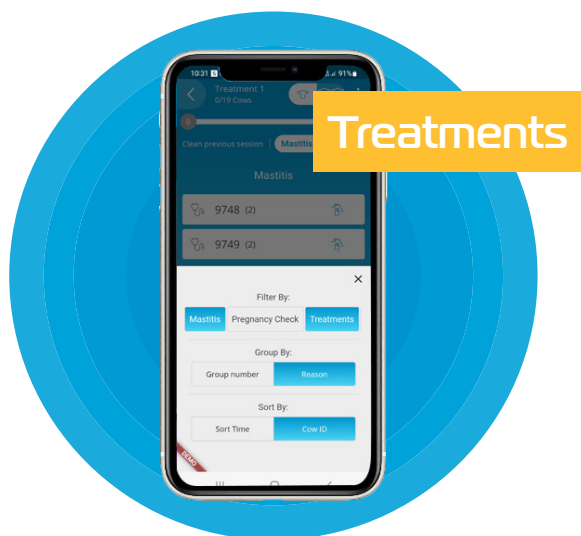 10:31 S 91%
Treatment 1
0/19 Cows
Treatments
0
Clean previous session | Mastitis
Mastitis
9748 (2)
9749 (2)
Filter By:
Mastitis Pregnancy Check Treatments
Group By:
Group number Reason
Sort By:
Sort Time Cow ID
DEMO